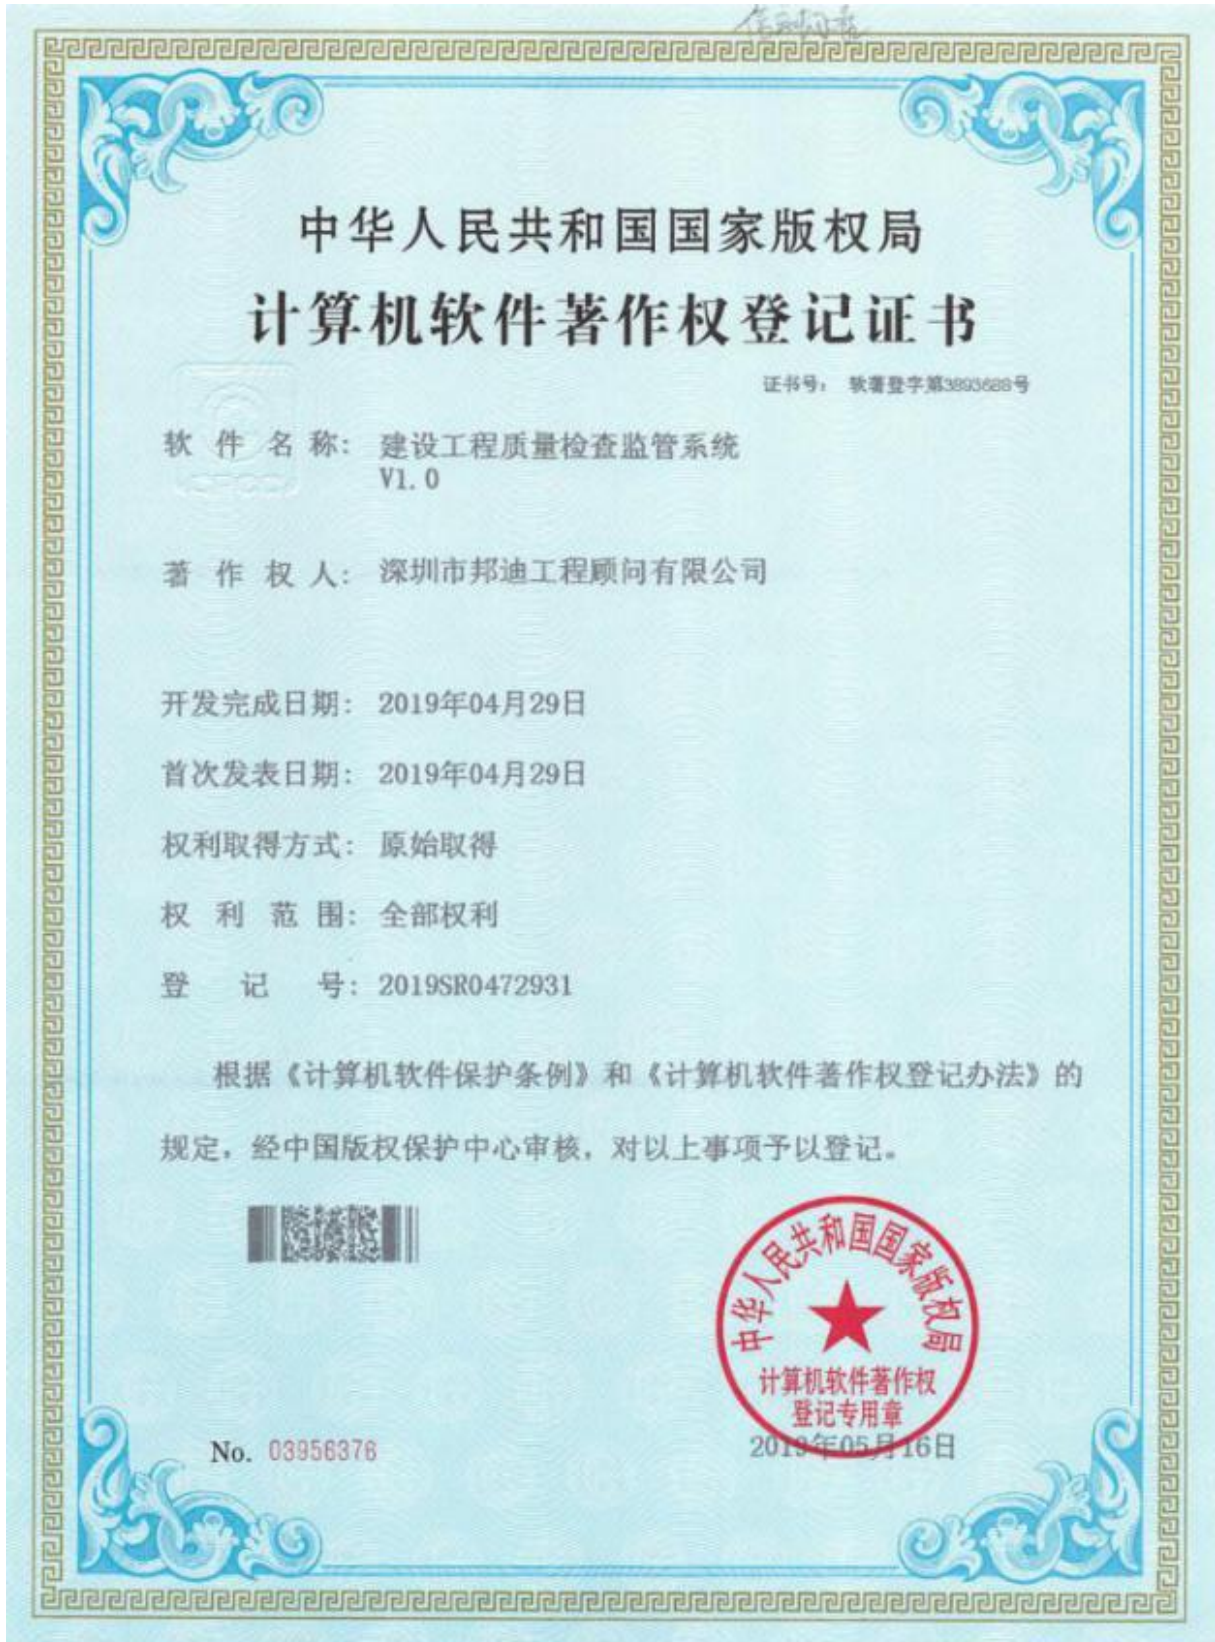 中华人民共和国国家版权局
计算机软件著作权登记证书
证书号： 软著登字第3893688号
软件名称： 建设工程质量检查监管系统
V1.0
著作权人： 深圳市邦迪工程顾问有限公司
开发完成日期： 2019年04月29日
首次发表日期： 2019年04月29日
权利取得方式： 原始取得
权利范围： 全部权利
登记号： 2019SR0472931
根据《计算机软件保护条例》和《计算机软件著作权登记办法》的
规定，经中国版权保护中心审核，对以上事项予以登记。
中华人民共和国国家版权局
计算机软件著作权
登记专用章
No. 03956376
2019年05月16日